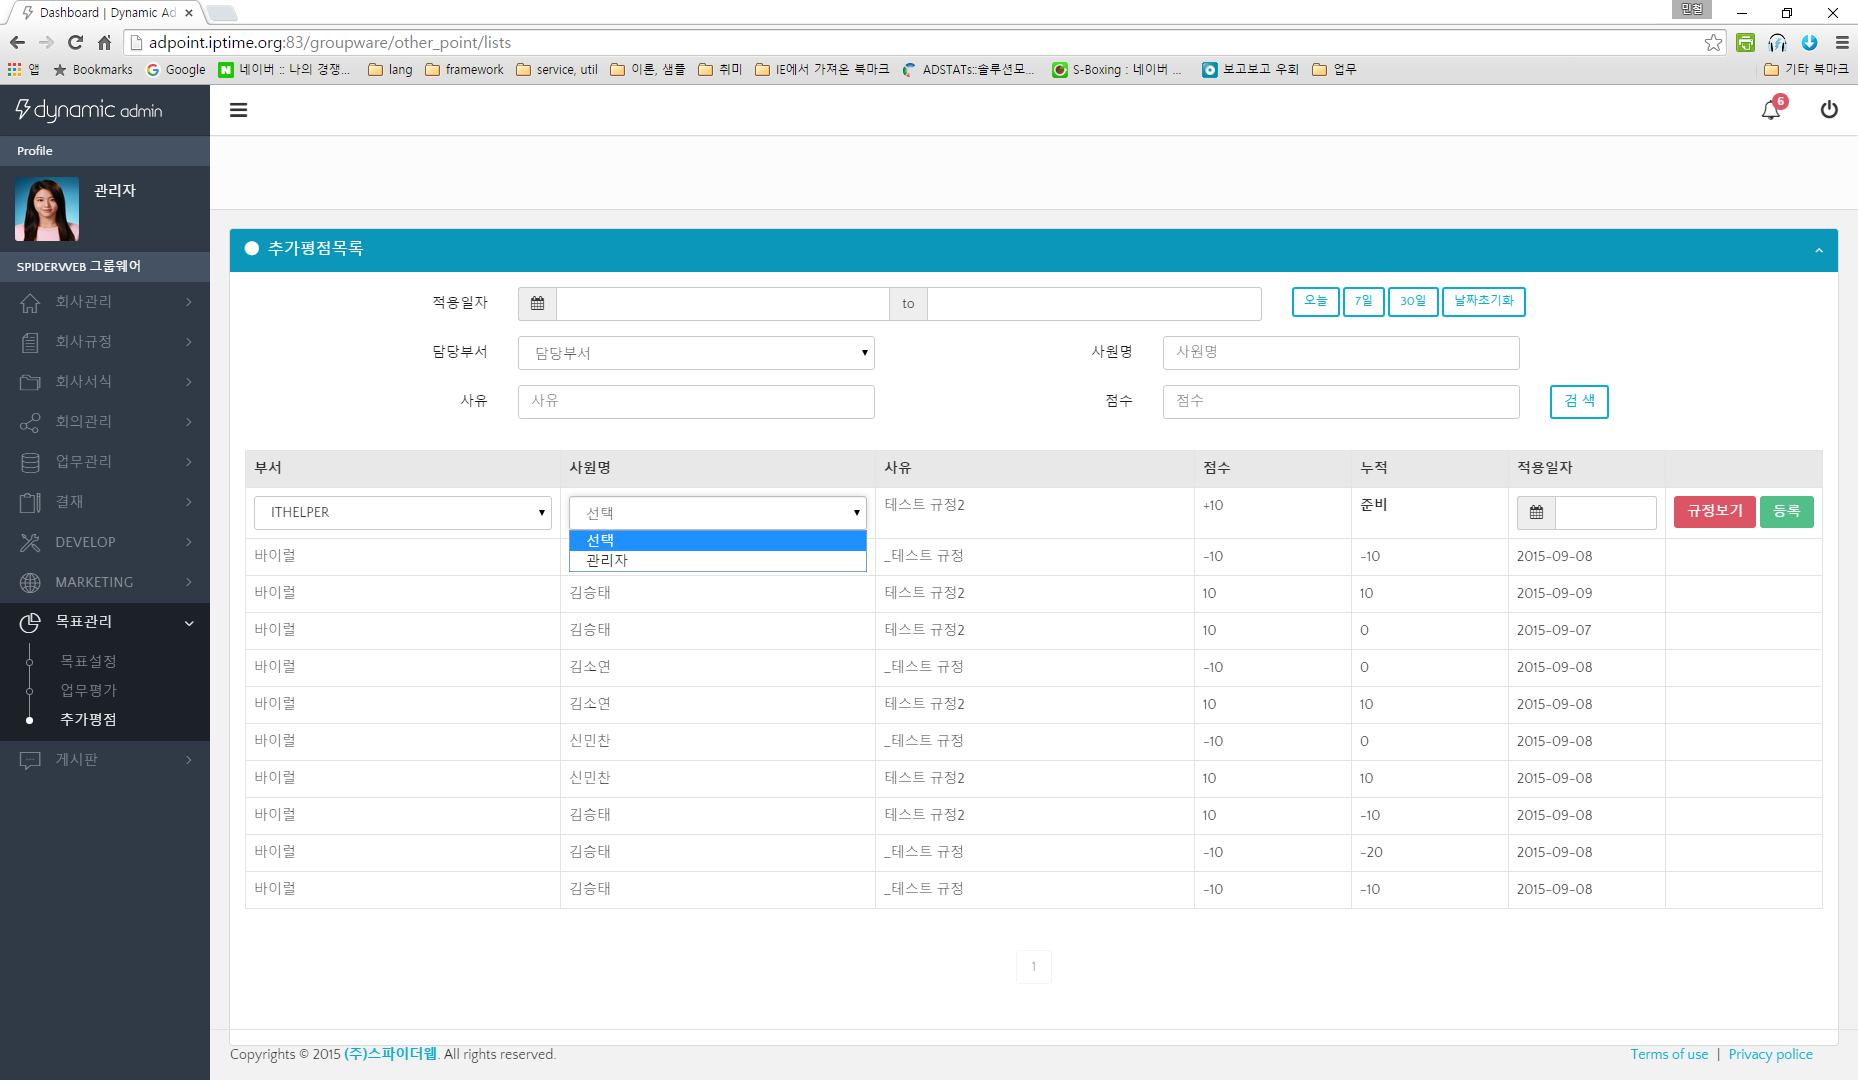 Dashboard | Dynamic Ad
민철
adpoint.iptime.org:83/groupware/other_point/lists
앱 Bookmarks Google 네이버 :: 나의 경쟁... lang framework service, util 이론, 샘플 취미 IE에서 가져온 북마크 ADSTATs::솔루션모... S-Boxing : 네이버 ... 보고보고 우회 업무 기타 북마크
dynamic admin
6
Profile
관리자
SPIDERWEB 그룹웨어
회사관리
회사규정
회사서식
회의관리
업무관리
결재
DEVELOP
MARKETING
목표관리
목표설정
업무평가
추가평점
게시판
추가평점목록
적용일자 to 오늘 7일 30일 날짜초기화
담당부서 담당부서 사원명 사원명
사유 사유 점수 점수 검 색
부서 사원명 사유 점수 누적 적용일자
ITHELPER 선택 테스트 규정2 +10 준비 규정보기 등록
선택
관리자
바이럴 _테스트 규정 -10 -10 2015-09-08
바이럴 김승태 테스트 규정2 10 10 2015-09-09
바이럴 김승태 테스트 규정2 10 0 2015-09-07
바이럴 김소연 _테스트 규정 -10 0 2015-09-08
바이럴 김소연 테스트 규정2 10 10 2015-09-08
바이럴 신민찬 _테스트 규정 -10 0 2015-09-08
바이럴 신민찬 테스트 규정2 10 10 2015-09-08
바이럴 김승태 테스트 규정2 10 -10 2015-09-08
바이럴 김승태 _테스트 규정 -10 -20 2015-09-08
바이럴 김승태 _테스트 규정 -10 -10 2015-09-08
1
Copyrights © 2015 (주)스파이더웹. All rights reserved.
Terms of use | Privacy police